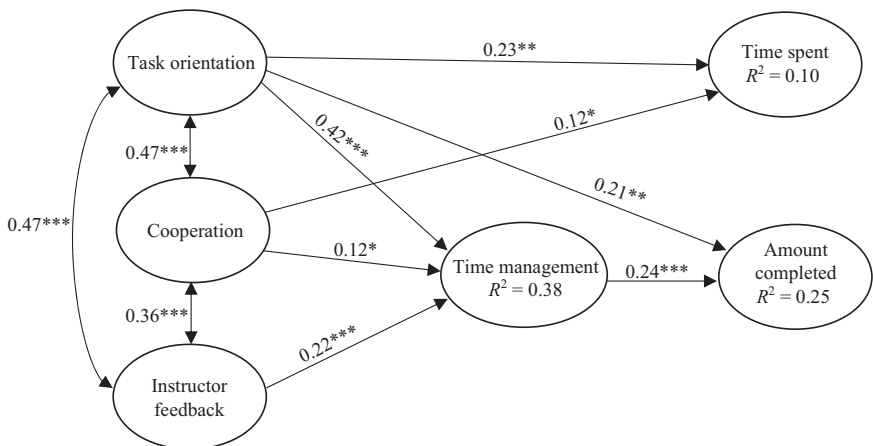 Task orientation
0.23**
Time spent
R² = 0.10
0.47***
0.42***
0.12*
0.21**
0.47***
Cooperation
0.12*
Time management
R² = 0.38
0.24***
Amount
completed
R² = 0.25
0.36***
0.22***
Instructor
feedback